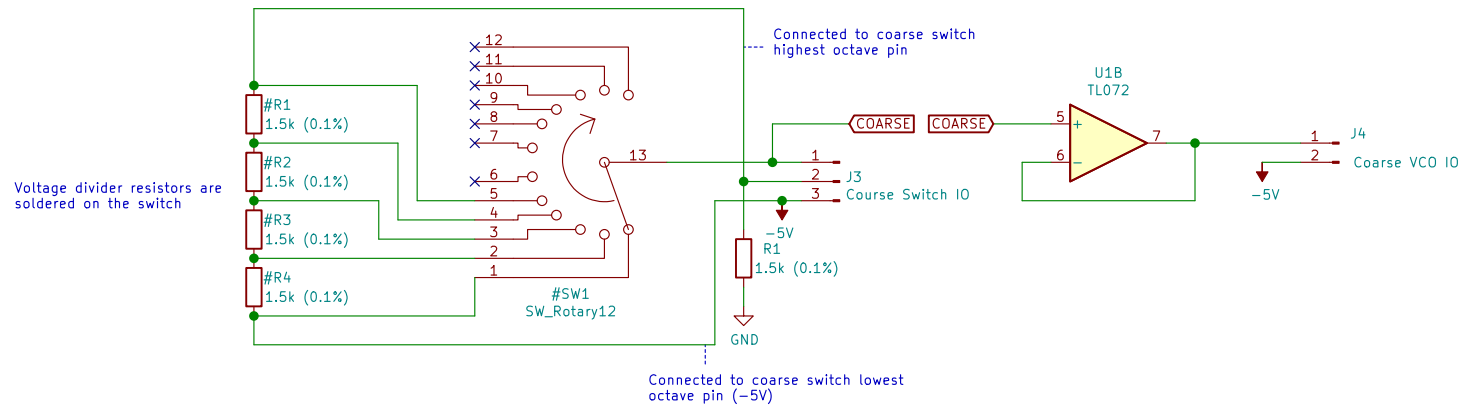 Connected to coarse switch
highest octave pin
12
11
10
9
8
7
6
5
4
3
2
1
13
#R1
1.5k (0.1%)
#R2
1.5k (0.1%)
#R3
1.5k (0.1%)
#R4
1.5k (0.1%)
Voltage divider resistors are
soldered on the switch
#SW1
SW_Rotary12
COARSE
COARSE
1
2
3
J3
Course Switch IO
-5V
R1
1.5k (0.1%)
GND
U1B
TL072
5
+
6
-
7
1
2
J4
Coarse VCO IO
-5V
Connected to coarse switch lowest
octave pin (-5V)